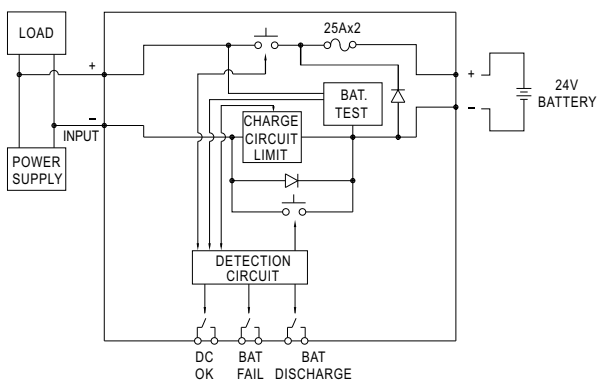 LOAD
25Ax2
+
+
24V
BATTERY
BAT.
TEST
−
−
INPUT
CHARGE
CIRCUIT
LIMIT
POWER
SUPPLY
DETECTION
CIRCUIT
DC
OK
BAT
FAIL
BAT
DISCHARGE